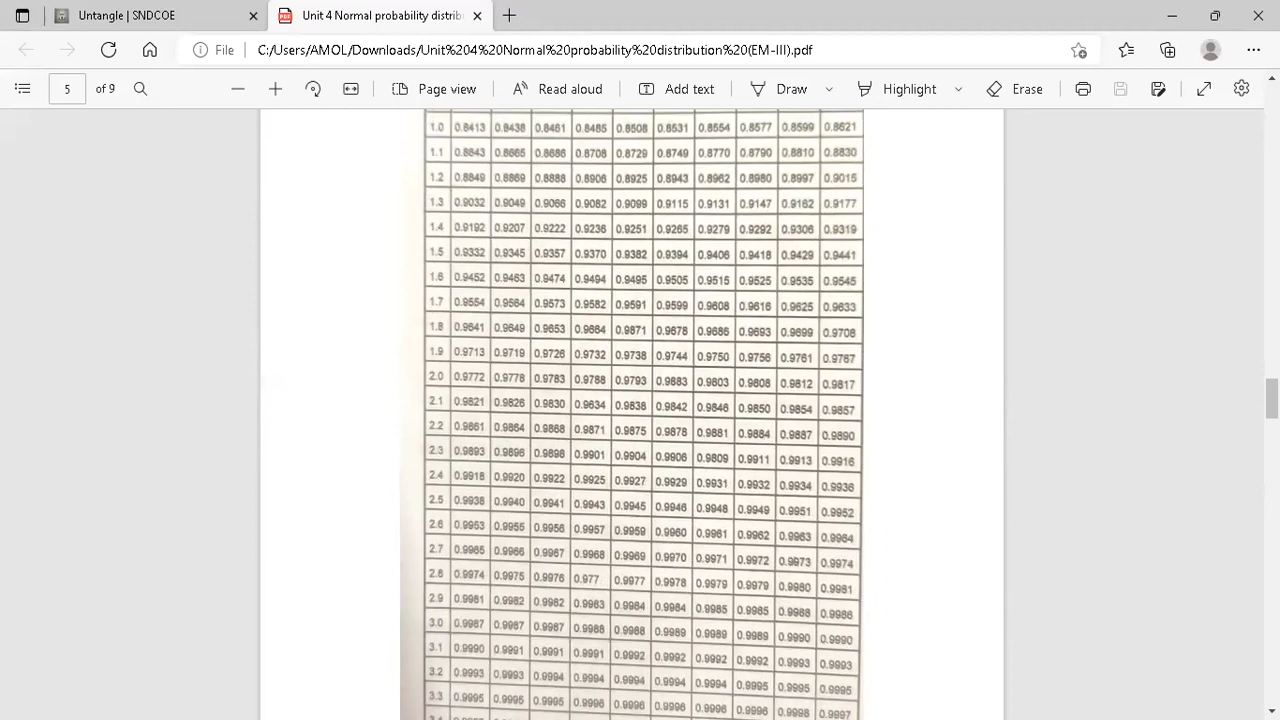 Untangle | SNDCOE
Unit 4 Normal probability distrib
File C:/Users/AMOL/Downloads/Unit%204%20Normal%20probability%20distribution%20(EM-III).pdf
5 of 9 Page view Read aloud Add text Draw Highlight Erase
1.0 0.8413 0.8438 0.8461 0.8485 0.8508 0.8531 0.8554 0.8577 0.8599 0.8621
1.1 0.8643 0.8665 0.8686 0.8708 0.8729 0.8749 0.8770 0.8790 0.8810 0.8830
1.2 0.8849 0.8869 0.8888 0.8906 0.8925 0.8943 0.8962 0.8980 0.8997 0.9015
1.3 0.9032 0.9049 0.9066 0.9082 0.9099 0.9115 0.9131 0.9147 0.9162 0.9177
1.4 0.9192 0.9207 0.9222 0.9236 0.9251 0.9265 0.9279 0.9292 0.9306 0.9319
1.5 0.9332 0.9345 0.9357 0.9370 0.9382 0.9394 0.9406 0.9418 0.9429 0.9441
1.6 0.9452 0.9463 0.9474 0.9494 0.9495 0.9505 0.9515 0.9525 0.9535 0.9545
1.7 0.9554 0.9564 0.9573 0.9582 0.9591 0.9599 0.9608 0.9616 0.9625 0.9633
1.8 0.9641 0.9649 0.9653 0.9664 0.9871 0.9678 0.9686 0.9693 0.9699 0.9706
1.9 0.9713 0.9719 0.9726 0.9732 0.9738 0.9744 0.9750 0.9756 0.9761 0.9767
2.0 0.9772 0.9778 0.9783 0.9788 0.9793 0.9883 0.9803 0.9808 0.9812 0.9817
2.1 0.9821 0.9826 0.9830 0.9634 0.9838 0.9842 0.9846 0.9850 0.9854 0.9857
2.2 0.9861 0.9864 0.9868 0.9871 0.9875 0.9878 0.9881 0.9884 0.9887 0.9890
2.3 0.9893 0.9896 0.9898 0.9901 0.9904 0.9906 0.9809 0.9911 0.9913 0.9916
2.4 0.9918 0.9920 0.9922 0.9925 0.9927 0.9929 0.9931 0.9932 0.9934 0.9936
2.5 0.9938 0.9940 0.9941 0.9943 0.9945 0.9946 0.9948 0.9949 0.9951 0.9952
2.6 0.9953 0.9955 0.9956 0.9957 0.9959 0.9960 0.9961 0.9962 0.9963 0.9964
2.7 0.9965 0.9966 0.9967 0.9968 0.9969 0.9970 0.9971 0.9972 0.9973 0.9974
2.8 0.9974 0.9975 0.9976 0.977 0.9977 0.9978 0.9979 0.9979 0.9980 0.9981
2.9 0.9981 0.9982 0.9982 0.9983 0.9984 0.9984 0.9985 0.9985 0.9988 0.9986
3.0 0.9987 0.9987 0.9987 0.9988 0.9988 0.9989 0.9989 0.9989 0.9990 0.9990
3.1 0.9990 0.9991 0.9991 0.9991 0.9992 0.9992 0.9992 0.9992 0.9993 0.9993
3.2 0.9993 0.9993 0.9994 0.9994 0.9994 0.9994 0.9994 0.9995 0.9995 0.9995
3.3 0.9995 0.9995 0.9995 0.9996 0.9996 0.9996 0.9996 0.9996 0.9998 0.9997